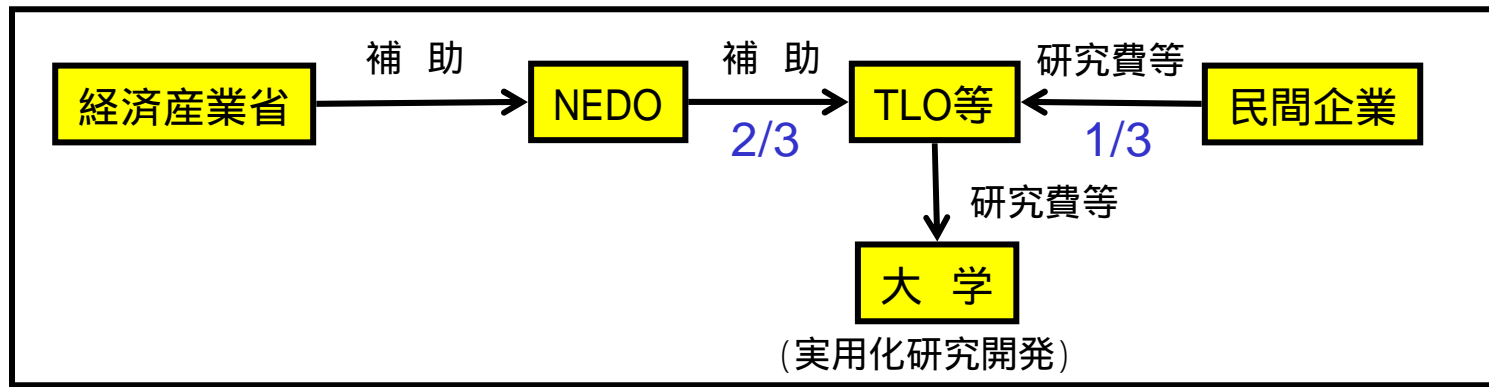 補 助
補 助
研究費等
経済産業省
NEDO
TLO等
民間企業
2/3
1/3
研究費等
大 学
(実用化研究開発)